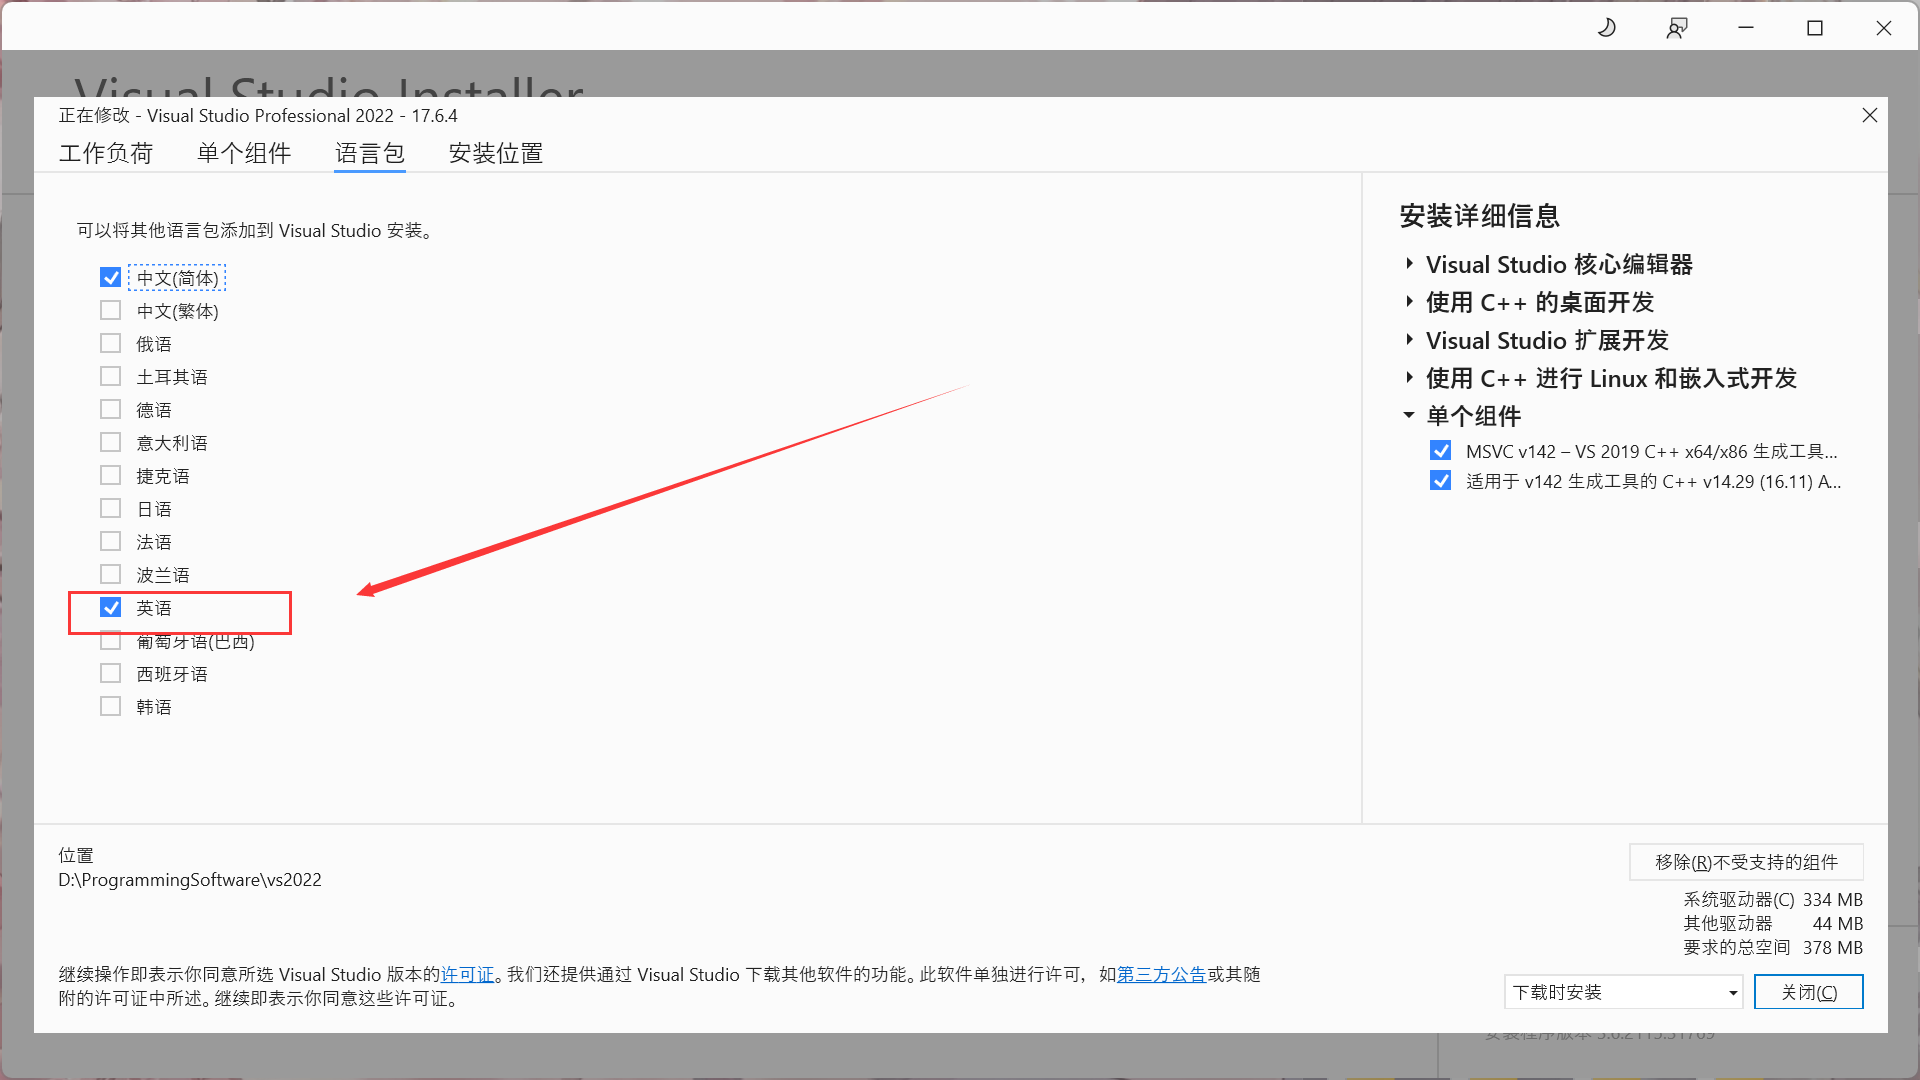 Visual Studio Installer
正在修改 - Visual Studio Professional 2022 - 17.6.4
工作负荷 单个组件 语言包 安装位置
可以将其他语言包添加到 Visual Studio 安装。
中文(简体)
中文(繁体)
俄语
土耳其语
德语
意大利语
捷克语
日语
法语
波兰语
英语
葡萄牙语(巴西)
西班牙语
韩语
安装详细信息
Visual Studio 核心编辑器
使用 C++ 的桌面开发
Visual Studio 扩展开发
使用 C++ 进行 Linux 和嵌入式开发
单个组件
MSVC v142 – VS 2019 C++ x64/x86 生成工具...
适用于 v142 生成工具的 C++ v14.29 (16.11) A...
位置
D:\ProgrammingSoftware\vs2022
移除(R)不受支持的组件
系统驱动器(C) 334 MB
其他驱动器 44 MB
要求的总空间 378 MB
继续操作即表示你同意所选 Visual Studio 版本的许可证。我们还提供通过 Visual Studio 下载其他软件的功能。此软件单独进行许可，如第三方公告或其随
附的许可证中所述。继续即表示你同意这些许可证。
下载时安装
关闭(C)